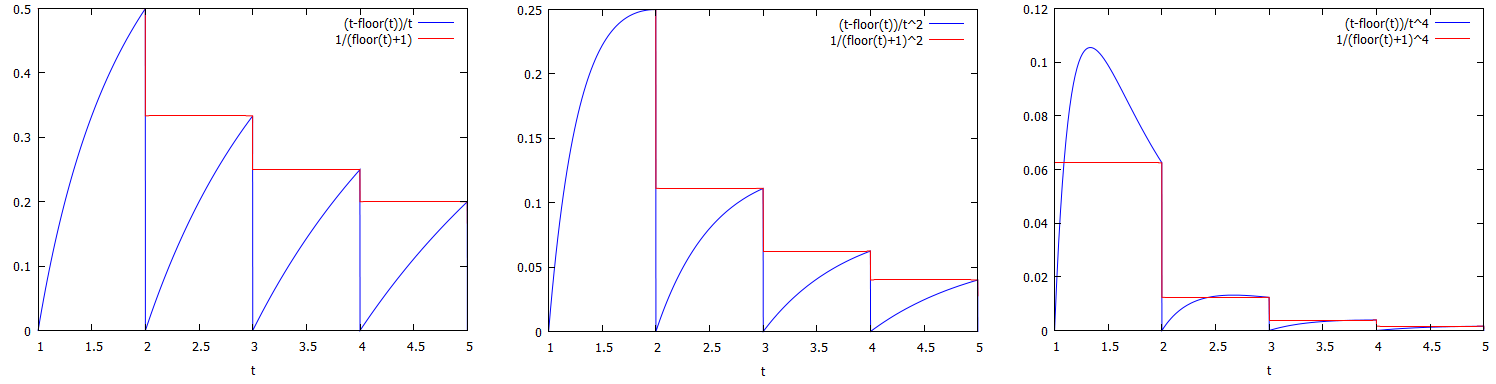 (t-floor(t))/t
1/(floor(t)+1)
0.5
0.4
0.3
0.2
0.1
0
1 1.5 2 2.5 3 3.5 4 4.5 5
t
(t-floor(t))/t^2
1/(floor(t)+1)^2
0.25
0.2
0.15
0.1
0.05
0
1 1.5 2 2.5 3 3.5 4 4.5 5
t
(t-floor(t))/t^4
1/(floor(t)+1)^4
0.12
0.1
0.08
0.06
0.04
0.02
0
1 1.5 2 2.5 3 3.5 4 4.5 5
t